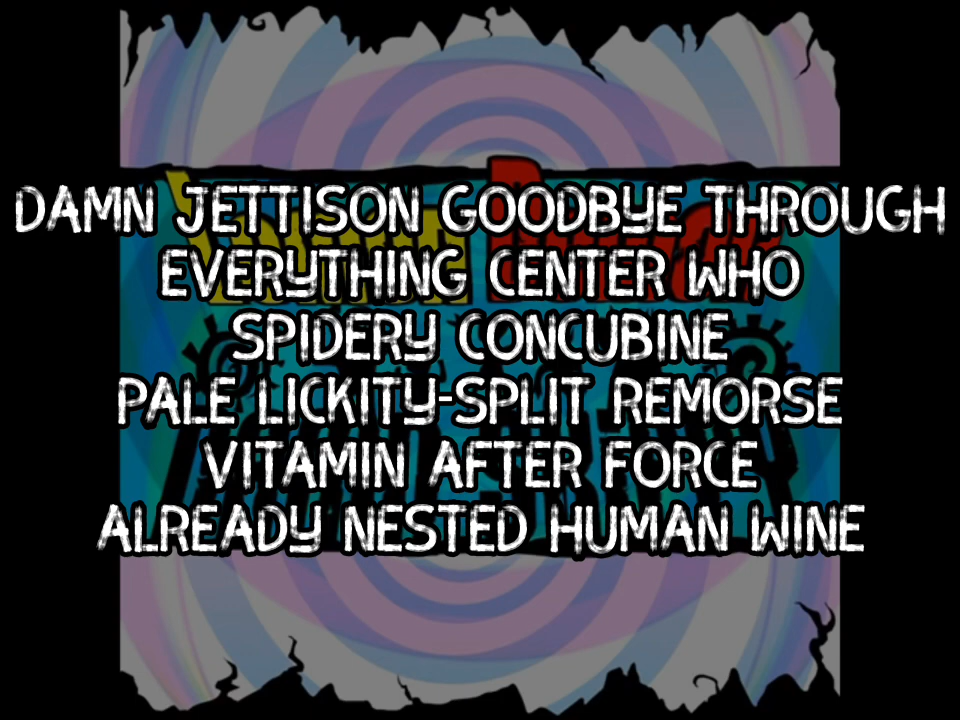 DAMN JETTISON GOODBYE THROUGH
EVERYTHING CENTER WHO
SPIDERY CONCUBINE
PALE LICKITY-SPLIT REMORSE
VITAMIN AFTER FORCE
ALREADY NESTED HUMAN WINE